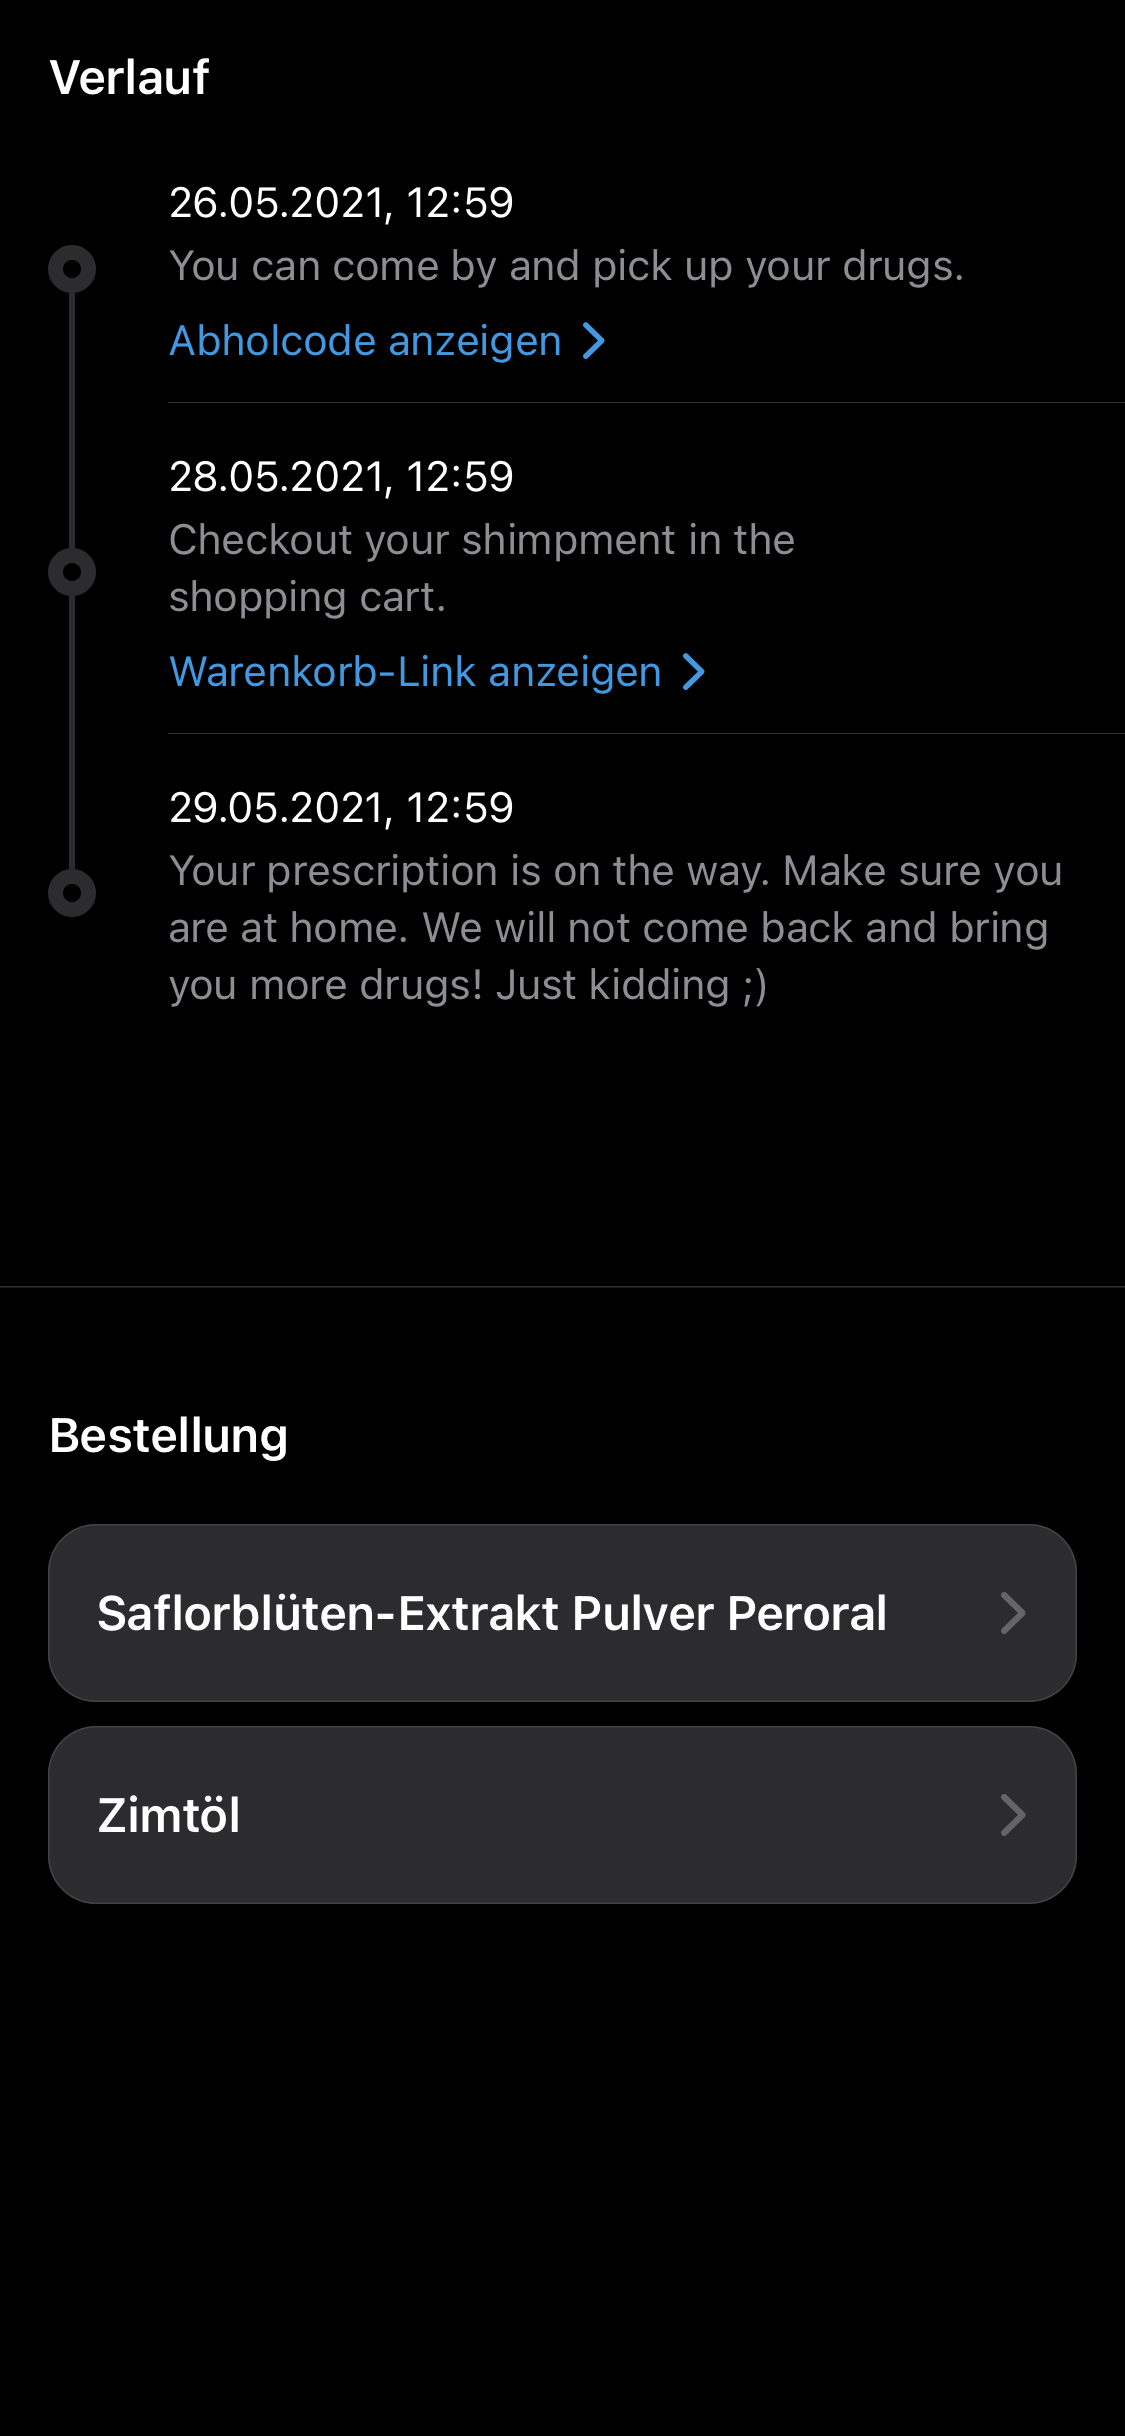 Verlauf
26.05.2021, 12:59
You can come by and pick up your drugs.
Abholcode anzeigen
28.05.2021, 12:59
Checkout your shimpment in the
shopping cart.
Warenkorb-Link anzeigen
29.05.2021, 12:59
Your prescription is on the way. Make sure you
are at home. We will not come back and bring
you more drugs! Just kidding ;)
Bestellung
Saflorblüten-Extrakt Pulver Peroral
Zimtöl